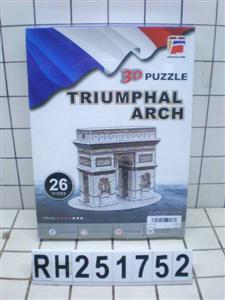 3D PUZZLE
TRIUMPHAL
ARCH
26
PIECES
RH251752